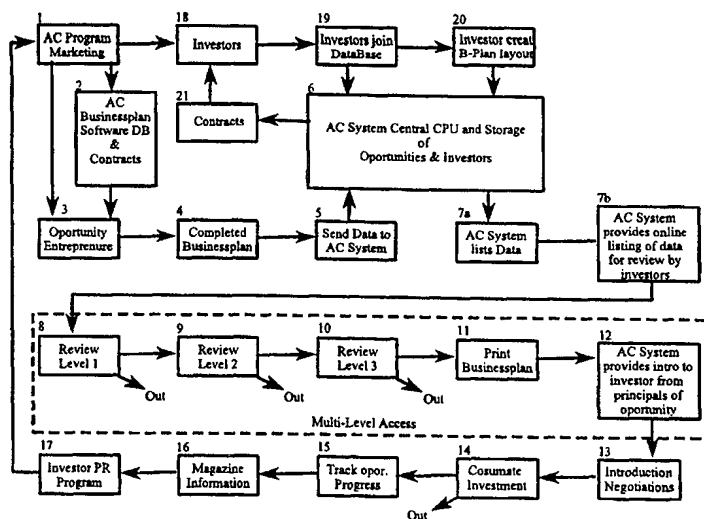 1
AC Program
Marketing
18
Investors
19
Investors join
DataBase
20
Investor creat
B-Plan layout
2
AC
Businessplan
Software DB
&
Contracts
21
Contracts
6
AC System Central CPU and Storage
of
Oportunities & Investors
3
Oportunity
Entreprenure
4
Completed
Businessplan
5
Send Data to
AC System
7a
AC System
lists Data
7b
AC System
provides online
listing of data
for review by
investors
8
Review
Level 1
Out
9
Review
Level 2
Out
10
Review
Level 3
Out
11
Print
Businessplan
12
AC System
provides intro to
investor from
principals of
oportunity
Multi-Level Access
17
Investor PR
Program
16
Magazine
Information
15
Track opor.
Progress
14
Cosumate
Investment
Out
13
Introduction
Negotiations